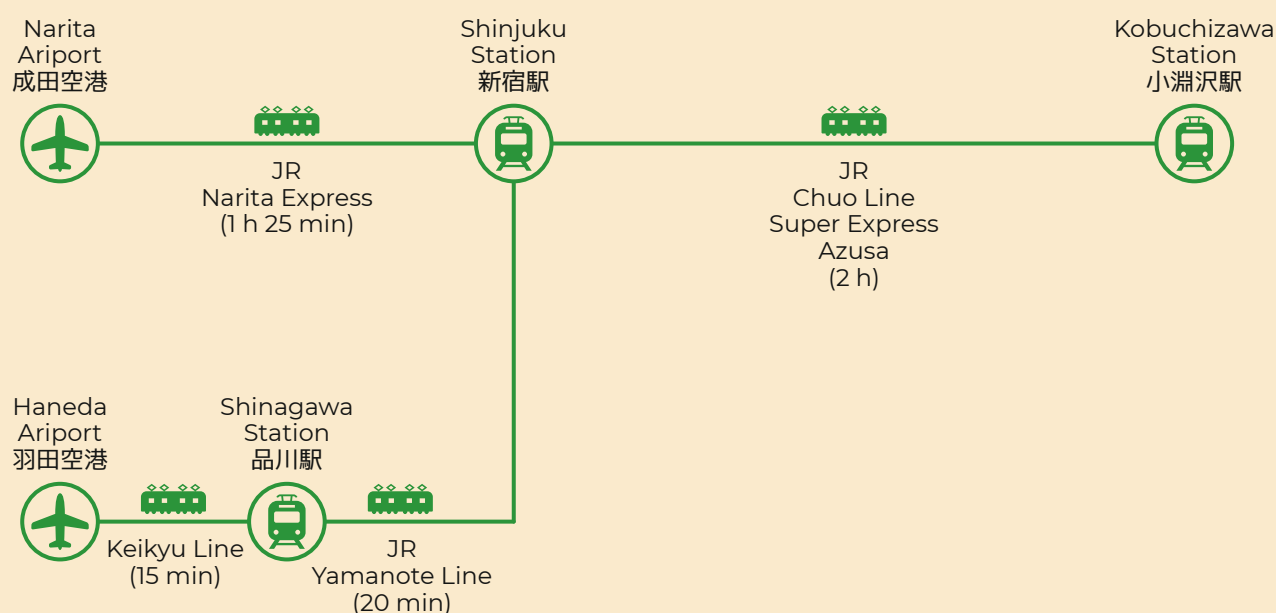 Narita
Ariport
成田空港
Shinjuku
Station
新宿駅
Kobuchizawa
Station
小淵沢駅
JR
Narita Express
(1 h 25 min)
JR
Chuo Line
Super Express
Azusa
(2 h)
Haneda
Ariport
羽田空港
Shinagawa
Station
品川駅
Keikyu Line
(15 min)
JR
Yamanote Line
(20 min)